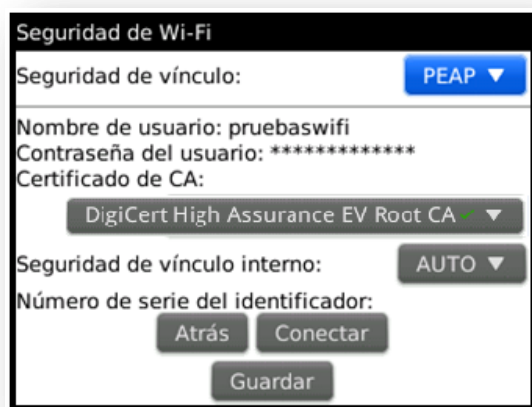 Seguridad de Wi-Fi
Seguridad de vínculo: PEAP
Nombre de usuario: pruebaswifi
Contraseña del usuario: *************
Certificado de CA:
DigiCert High Assurance EV Root CA
Seguridad de vínculo interno: AUTO
Número de serie del identificador:
Atrás Conectar
Guardar